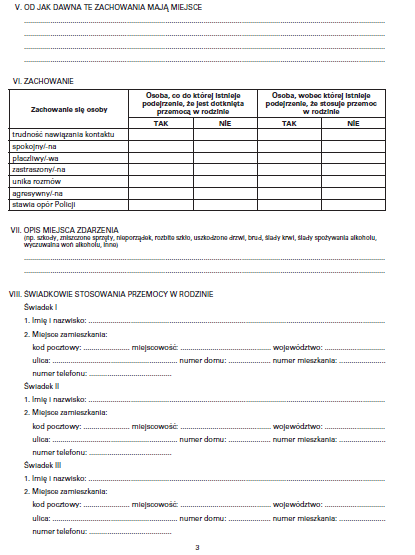 V. OD JAK DAWNA TE ZACHOWANIA MAJĄ MIEJSCE
VI. ZACHOWANIE
Zachowanie się osoby
Osoba, co do której istnieje podejrzenie, że jest dotknięta przemocą w rodzinie
Osoba, wobec której istnieje podejrzenie, że stosuje przemoc w rodzinie
TAK NIE TAK NIE
trudność nawiązania kontaktu
spokojny/-na
płaczliwy/-wa
zastraszony/-na
unika rozmów
agresywny/-na
stawia opór Policji
VII. OPIS MIEJSCA ZDARZENIA
(np. szkody, zniszczone sprzęty, nieporządek, rozbite szkło, uszkodzone drzwi, brud, ślady krwi, ślady spożywania alkoholu,
wyczuwalna woń alkoholu, inne)
VIII. ŚWIADKOWIE STOSOWANIA PRZEMOCY W RODZINIE
Świadek I
1. Imię i nazwisko:
2. Miejsce zamieszkania:
kod pocztowy: miejscowość: województwo:
ulica: numer domu: numer mieszkania:
numer telefonu:
Świadek II
1. Imię i nazwisko:
2. Miejsce zamieszkania:
kod pocztowy: miejscowość: województwo:
ulica: numer domu: numer mieszkania:
numer telefonu:
Świadek III
1. Imię i nazwisko:
2. Miejsce zamieszkania:
kod pocztowy: miejscowość: województwo:
ulica: numer domu: numer mieszkania:
numer telefonu:
3